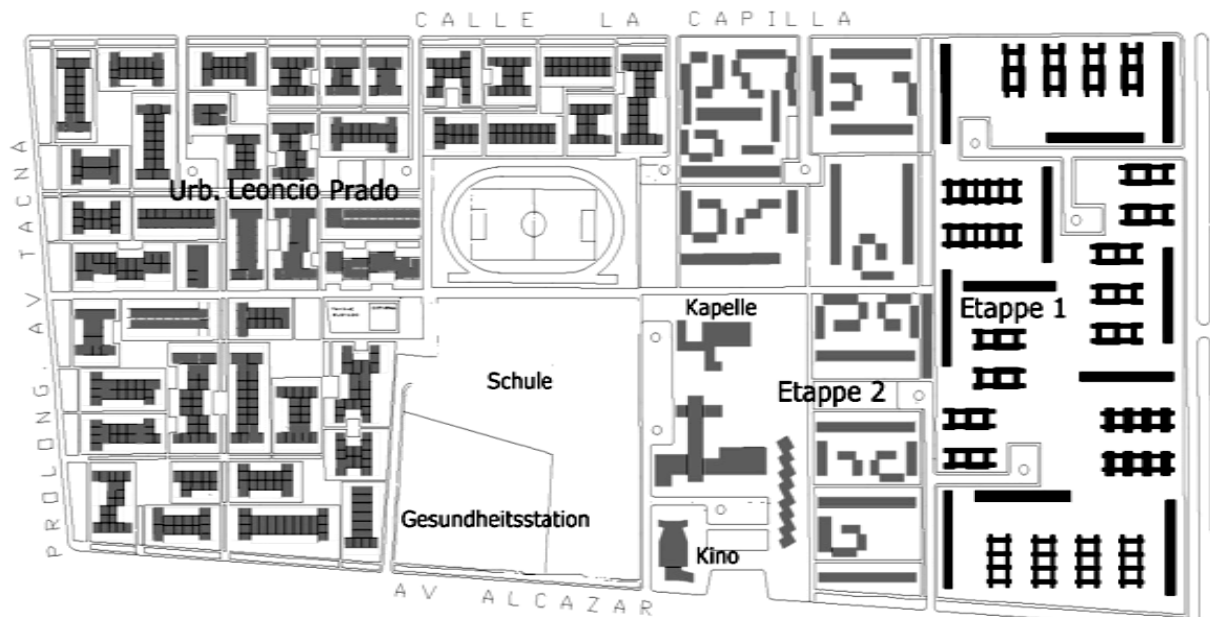 CALLE LA CAPILLA
PROLONG. AV TACNA
Urb. Leoncio Prado
Kapelle
Etappe 1
Schule
Etappe 2
Gesundheitsstation
Kino
AV ALCAZAR